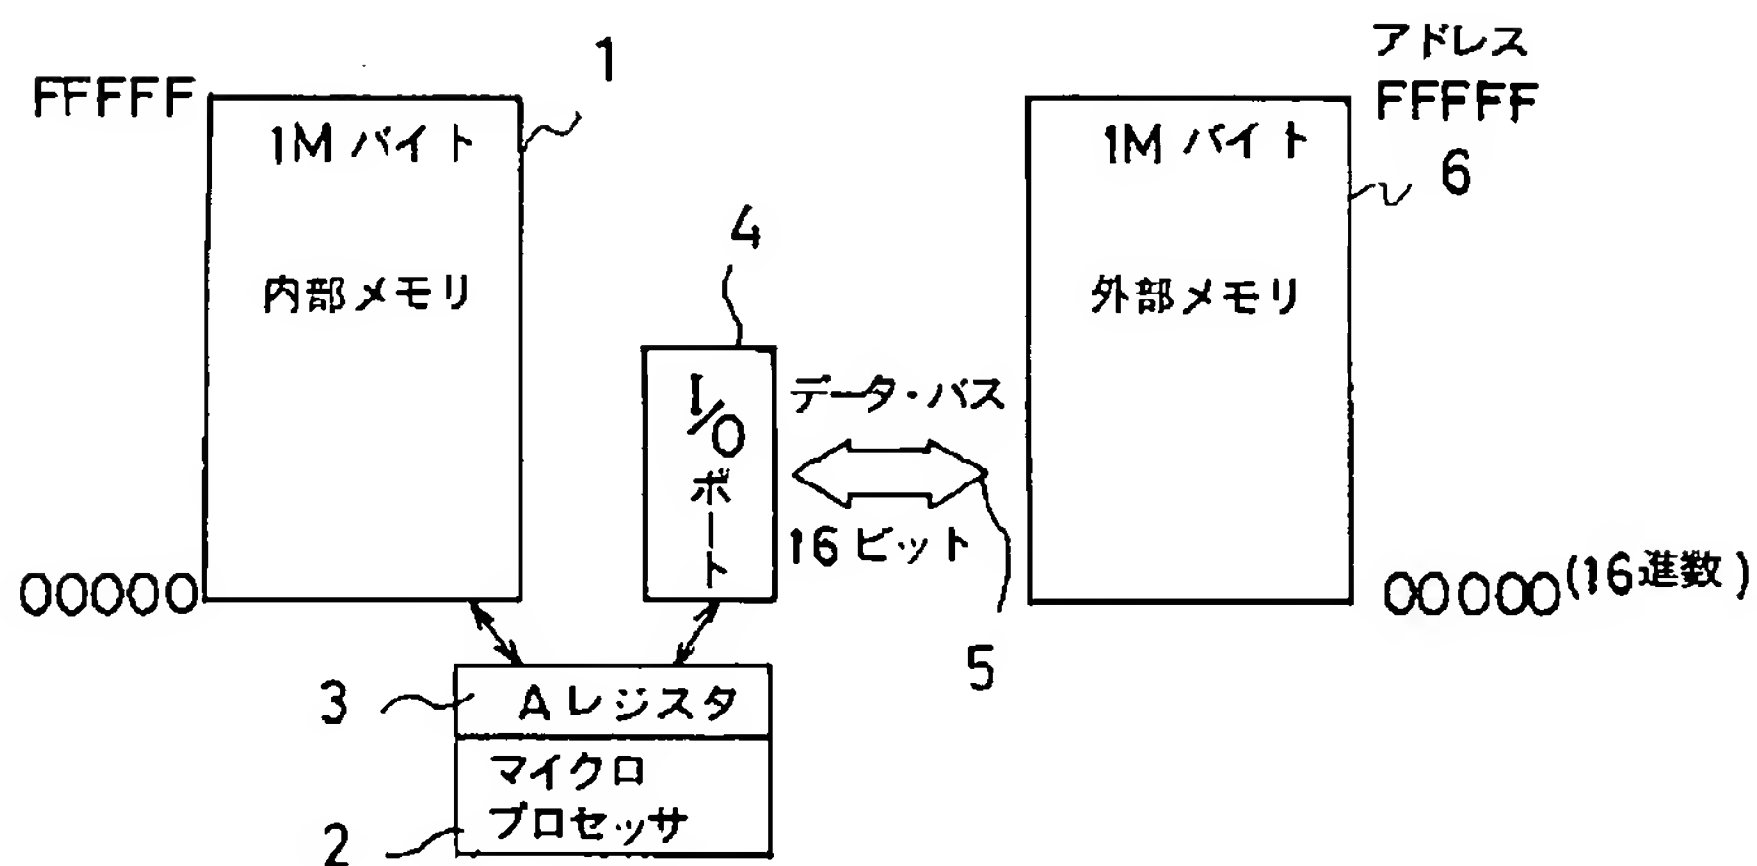 1
アドレス
FFFFF
FFFFF
1M バイト
1M バイト
6
4
内部メモリ
外部メモリ
I/O
ポート
データ・バス
16 ビット
00000
00000 (16進数)
5
3
Aレジスタ
マイクロ
プロセッサ
2